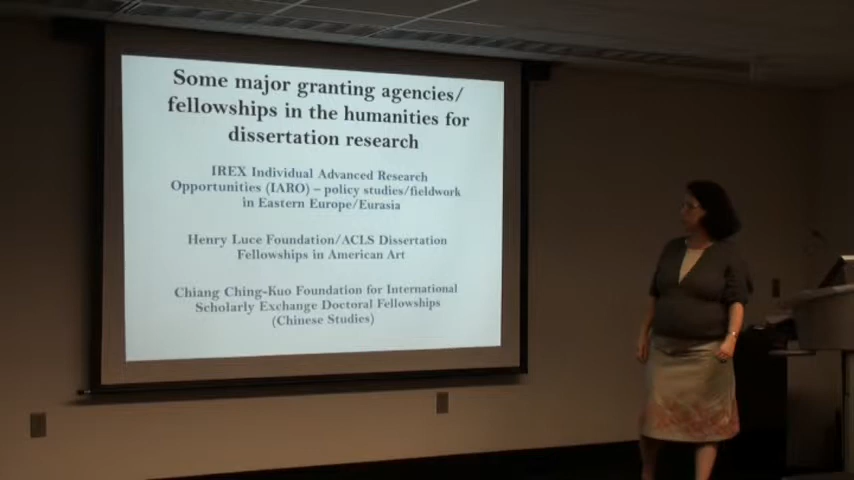 Some major granting agencies/
fellowships in the humanities for
dissertation research
IREX Individual Advanced Research
Opportunities (IARO) – policy studies/fieldwork
in Eastern Europe/Eurasia
Henry Luce Foundation/ACLS Dissertation
Fellowships in American Art
Chiang Ching-Kuo Foundation for International
Scholarly Exchange Doctoral Fellowships
(Chinese Studies)